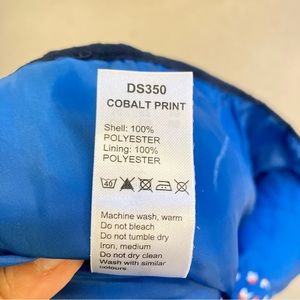 DS350
COBALT PRINT
Shell: 100%
POLYESTER
Lining: 100%
POLYESTER
40
Machine wash, warm
Do not bleach
Do not tumble dry
Iron, medium
Do not dry clean
Wash with similar
colours